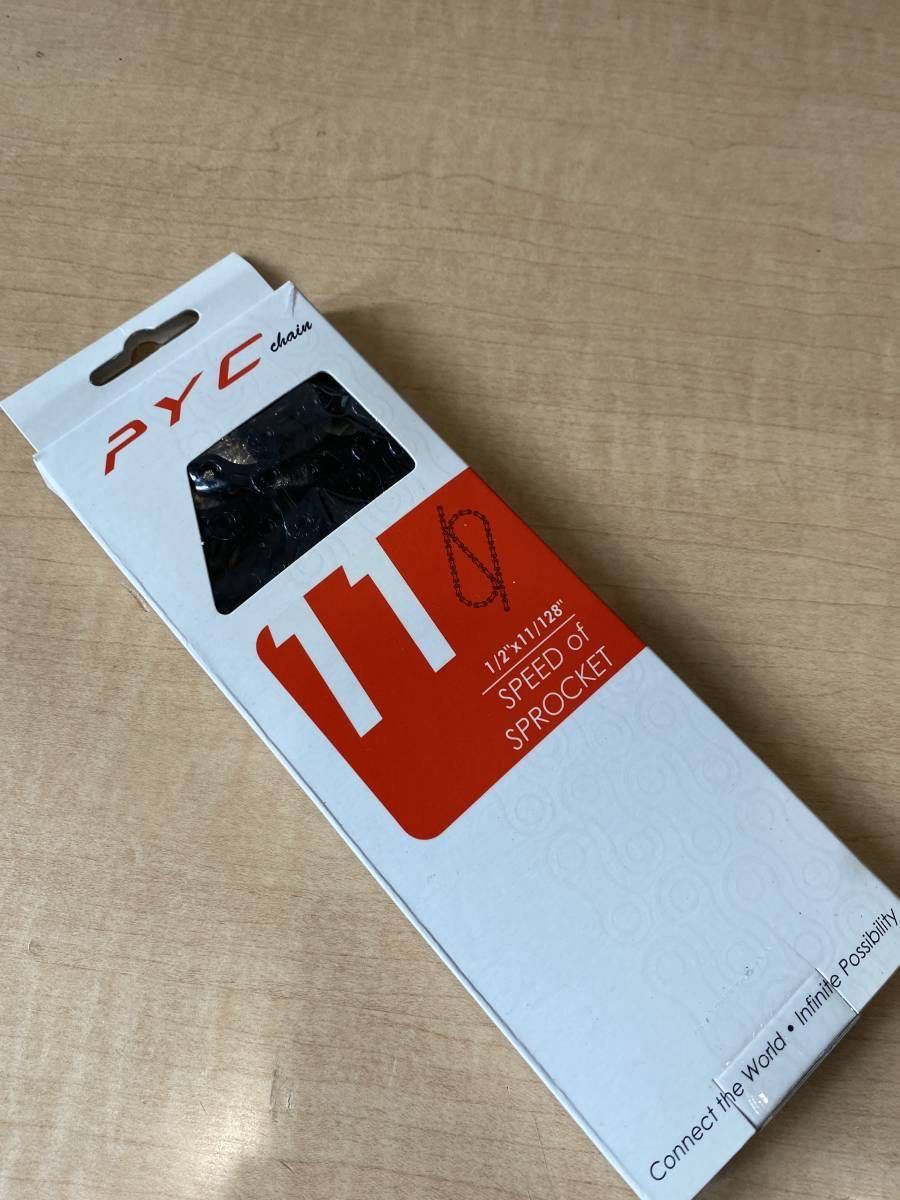 PYC chain
11
1/2"x11/128"
SPEED of
SPROCKET
Connect the World • Infinite Possibility